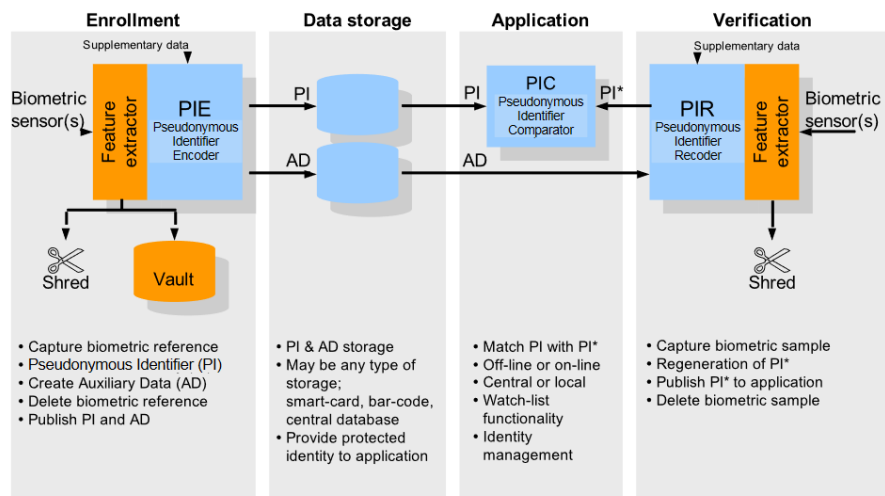 Enrollment
Data storage
Application
Verification
Supplementary data
Supplementary data
Biometric
sensor(s)
Feature
extractor
PIE
Pseudonymous
Identifier
Encoder
PI
AD
PI
PIC
Pseudonymous
Identifier
Comparator
PI*
AD
PIR
Pseudonymous
Identifier
Recoder
Feature
extractor
Biometric
sensor(s)
Shred
Vault
Shred
• Capture biometric reference
• Pseudonymous Identifier (PI)
• Create Auxiliary Data (AD)
• Delete biometric reference
• Publish PI and AD
• PI & AD storage
• May be any type of
storage;
smart-card, bar-code,
central database
• Provide protected
identity to application
• Match PI with PI*
• Off-line or on-line
• Central or local
• Watch-list
functionality
• Identity
management
• Capture biometric sample
• Regeneration of PI*
• Publish PI* to application
• Delete biometric sample